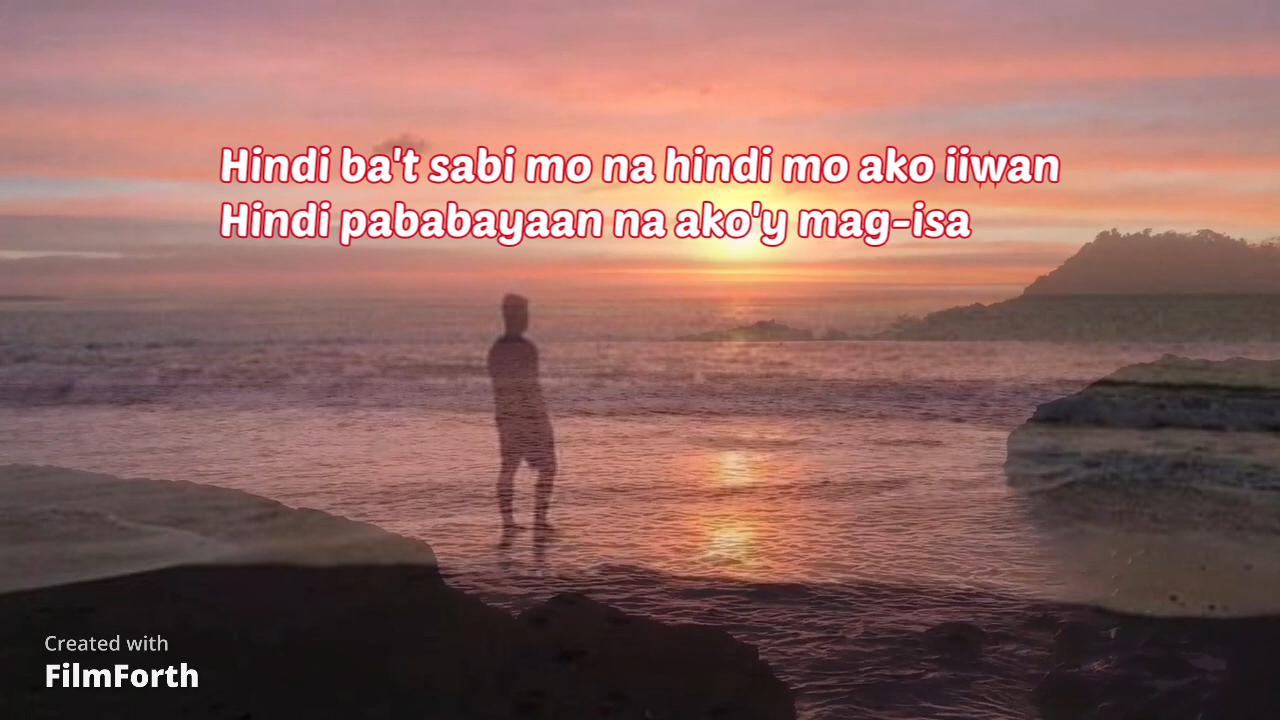 Hindi ba't sabi mo na hindi mo ako iiwan
Hindi pababayaan na ako'y mag-isa
Created with
FilmForth